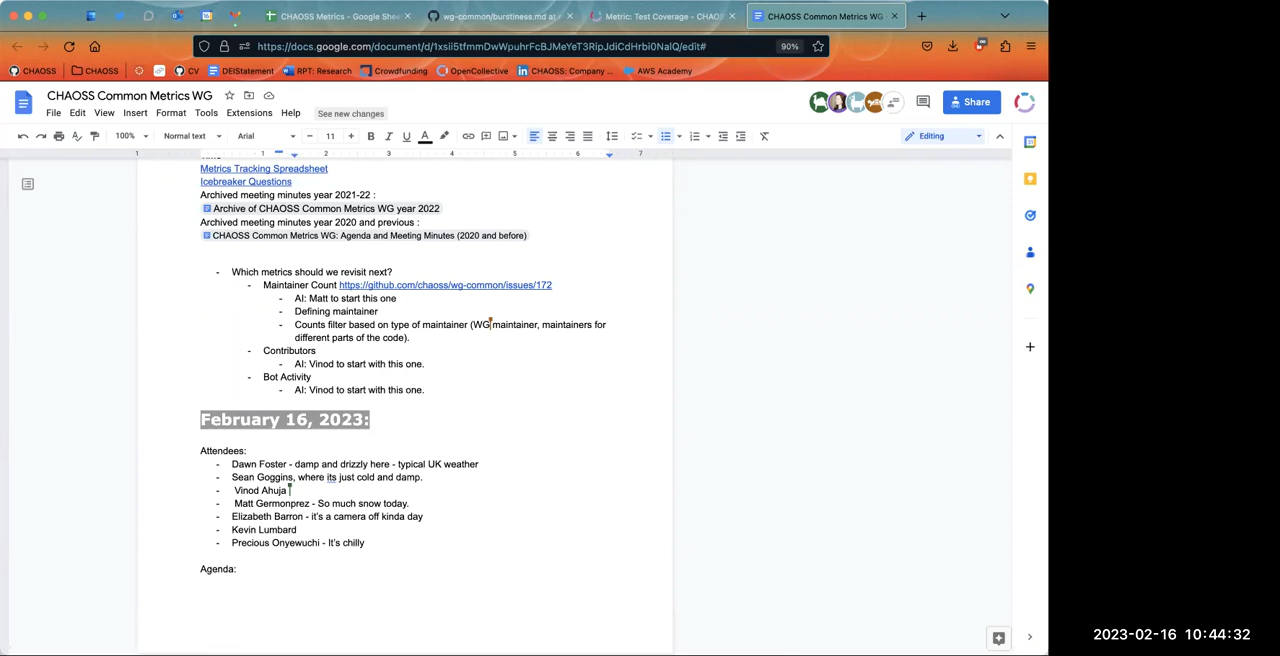 CHAOSS Metrics - Google She
wg-common/burstiness.md at
Metric: Test Coverage - CHAO
CHAOSS Common Metrics WG
https://docs.google.com/document/d/1xsii5tfmmDwWpuhrFcBJMeYeT3RipJdiCdHrbi0NaIQ/edit#
90%
CHAOSS
CHAOSS
CV
DEIStatement
RPT: Research
Crowdfunding
OpenCollective
CHAOSS: Company ...
AWS Academy
CHAOSS Common Metrics WG
File Edit View Insert Format Tools Extensions Help
See new changes
Share
100% Normal text Arial 11
Editing
1 1 2 3 4 5 6 7
Metrics Tracking Spreadsheet
Icebreaker Questions
Archived meeting minutes year 2021-22 :
Archive of CHAOSS Common Metrics WG year 2022
Archived meeting minutes year 2020 and previous :
CHAOSS Common Metrics WG: Agenda and Meeting Minutes (2020 and before)
- Which metrics should we revisit next?
- Maintainer Count https://github.com/chaoss/wg-common/issues/172
- AI: Matt to start this one
- Defining maintainer
- Counts filter based on type of maintainer (WG maintainer, maintainers for
different parts of the code).
- Contributors
- AI: Vinod to start with this one.
- Bot Activity
- AI: Vinod to start with this one.
February 16, 2023:
Attendees:
- Dawn Foster - damp and drizzly here - typical UK weather
- Sean Goggins, where its just cold and damp.
- Vinod Ahuja
- Matt Germonprez - So much snow today.
- Elizabeth Barron - it's a camera off kinda day
- Kevin Lumbard
- Precious Onyewuchi - It's chilly
Agenda:
2023-02-16 10:44:32